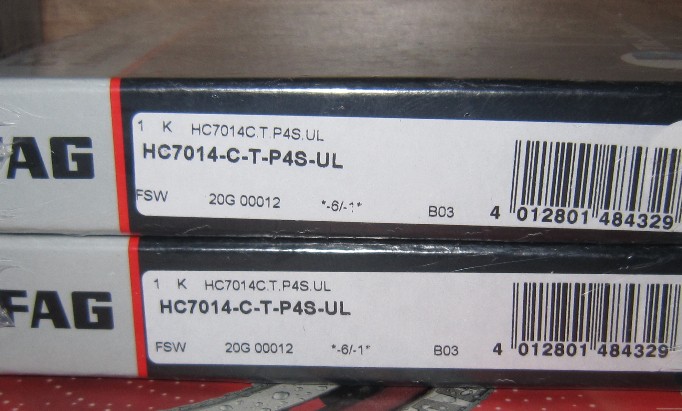 1 K HC7014C.T.P4S.UL
AG HC7014-C-T-P4S-UL
FSW 20G 00012 *-6/-1* B03 4 012801 484329
1 K HC7014C.T.P4S.UL
FAG HC7014-C-T-P4S-UL
FSW 20G 00012 *-6/-1* B03 4 012801 484329